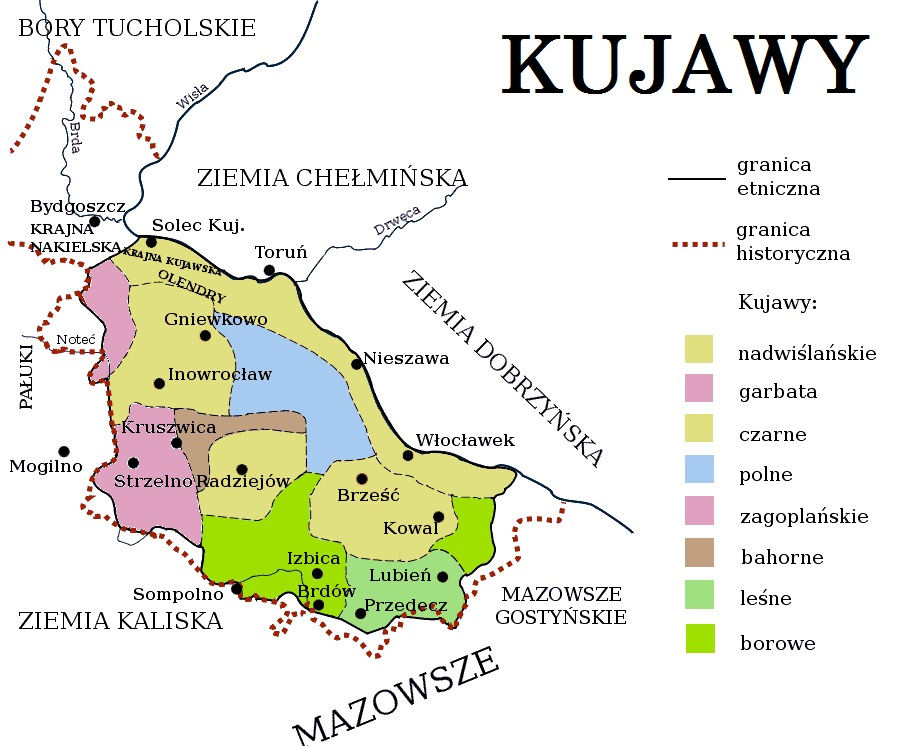 BORY TUCHOLSKIE
KUJAWY
Wisła
Brda
ZIEMIA CHEŁMIŃSKA
granica
etniczna
Bydgoszcz
KRAJNA
NAKIELSKA
Solec Kuj.
Drwęca
granica
historyczna
KRAJNA KUJAWSKA
Toruń
OLENDRY
ZIEMIA DOBRZYŃSKA
Kujawy:
Gniewkowo
Noteć
PAŁUKI
Nieszawa
nadwiślańskie
Inowrocław
garbata
Kruszwica
czarne
Włocławek
Mogilno
Strzelno
Radziejów
polne
Brześć
zagoplańskie
Kowal
Izbica
bahorne
Lubień
Sompolno
Brdów
Przedecz
MAZOWSZE
GOSTYŃSKIE
leśne
ZIEMIA KALISKA
borowe
MAZOWSZE